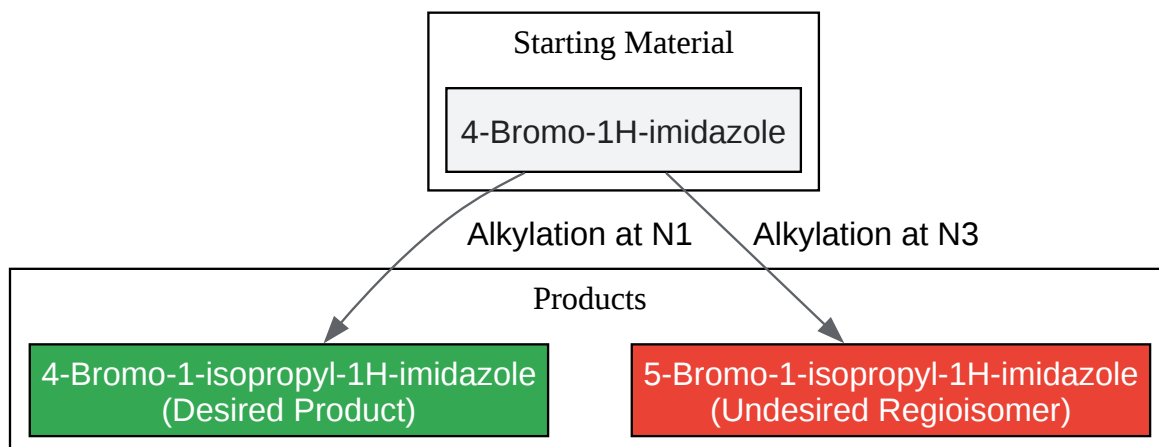 Starting Material
4-Bromo-1H-imidazole
Alkylation at N1
Alkylation at N3
Products
4-Bromo-1-isopropyl-1H-imidazole
(Desired Product)
5-Bromo-1-isopropyl-1H-imidazole
(Undesired Regioisomer)